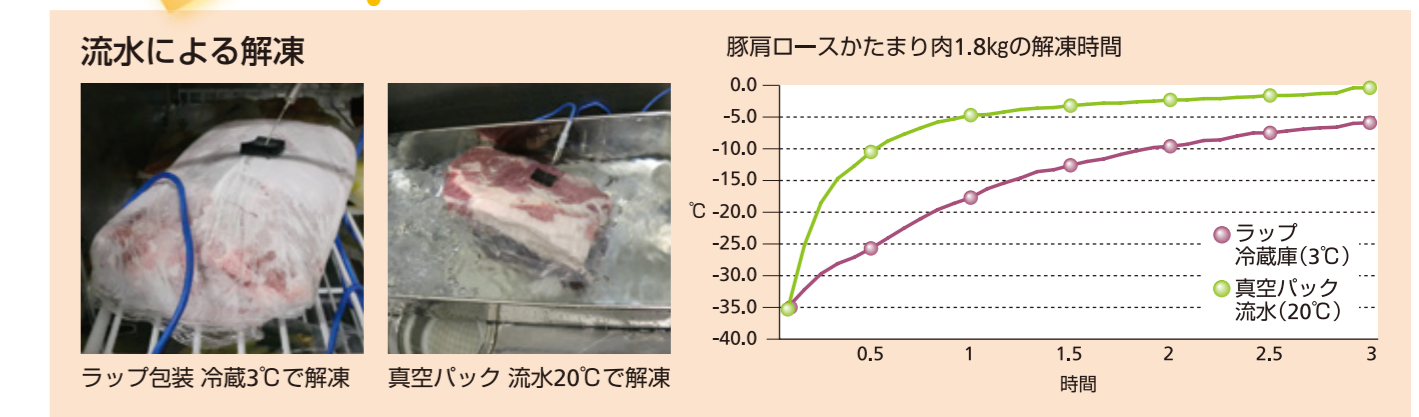 流水による解凍
ラップ包装 冷蔵3℃で解凍
真空パック 流水20℃で解凍
豚肩ロースかたまり肉1.8㎏の解凍時間
℃
0.0
-5.0
-10.0
-15.0
-20.0
-25.0
-30.0
-35.0
-40.0
ラップ
冷蔵庫(3℃)
真空パック
流水(20℃)
0.5 1 1.5 2 2.5 3
時間